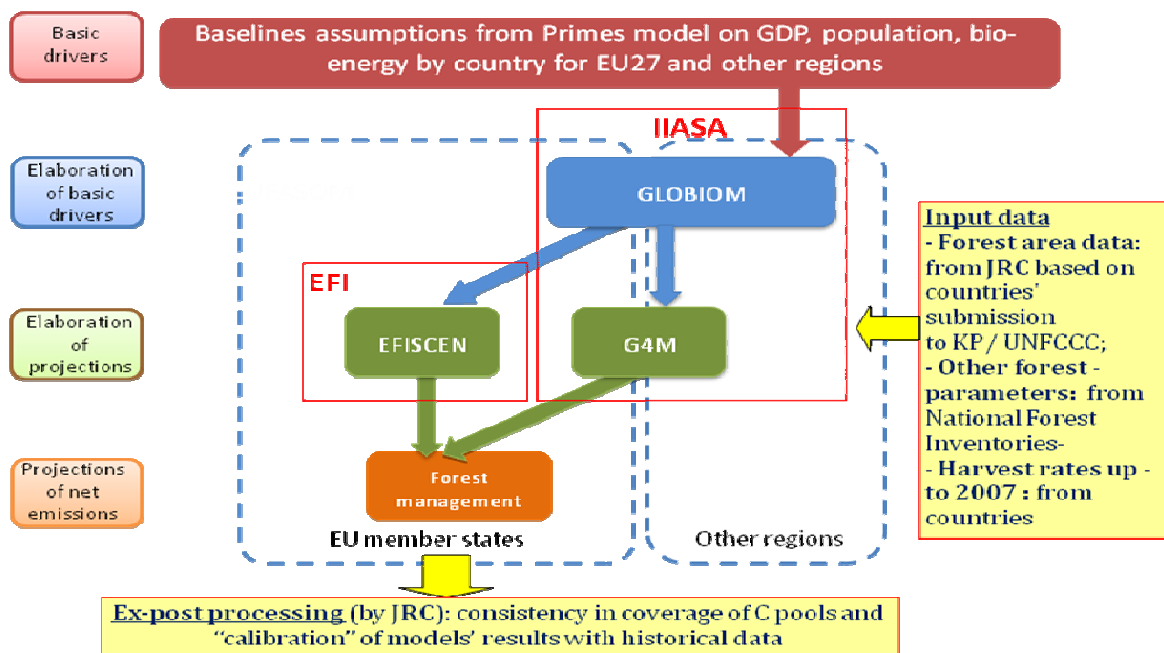 Basic
drivers
Baselines assumptions from Primes model on GDP, population, bio-
energy by country for EU27 and other regions
IIASA
Elaboration
of basic
drivers
GLOBIOM
Input data
- Forest area data:
from JRC based on
countries'
submission
to KP/ UNFCCC;
- Other forest -
parameters: from
National Forest
Inventories-
- Harvest rates up -
to 2007 : from
countries
EFI
Elaboration
of
projections
EFISCEN
G4M
Projections
of net
emissions
Forest
management
EU member states
Other regions
Ex-post processing (by JRC): consistency in coverage of C pools and
“calibration” of models’ results with historical data